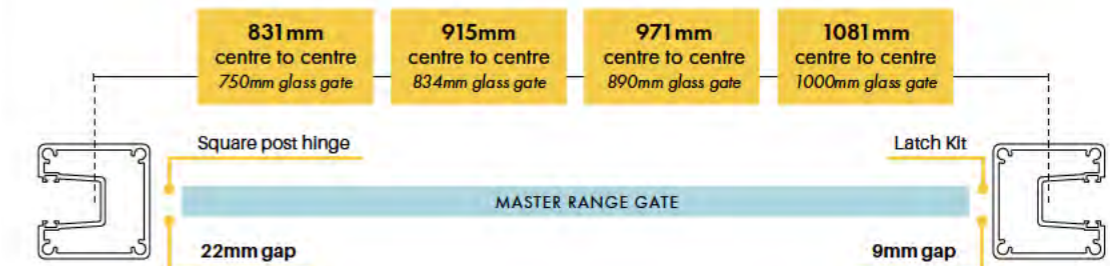 831mm
centre to centre
750mm glass gate
915mm
centre to centre
834mm glass gate
971mm
centre to centre
890mm glass gate
1081mm
centre to centre
1000mm glass gate
Square post hinge
Latch Kit
MASTER RANGE GATE
22mm gap
9mm gap